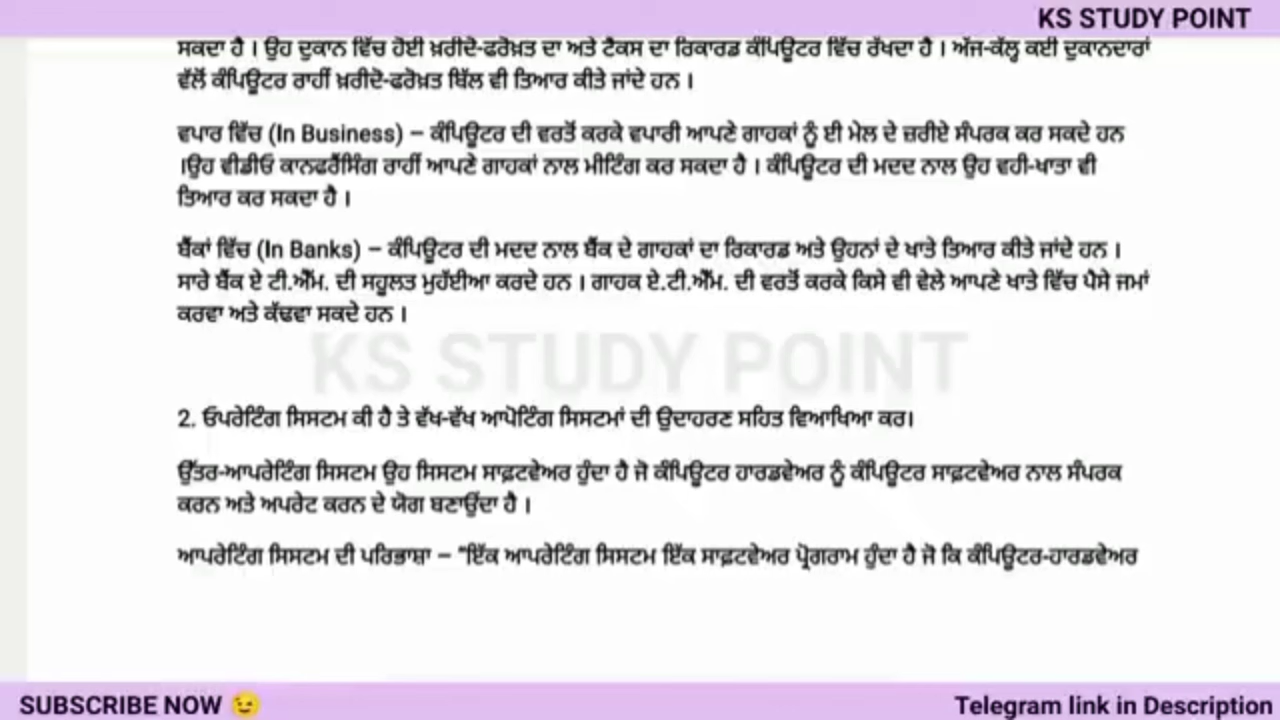 KS STUDY POINT
ਸਕਦਾ ਹੈ । ਉਹ ਦੁਕਾਨ ਵਿੱਚ ਹੋਈ ਖ਼ਰੀਦੋ-ਫਰੋਖ਼ਤ ਦਾ ਅਤੇ ਟੈਕਸ ਦਾ ਰਿਕਾਰਡ ਕੰਪਿਊਟਰ ਵਿੱਚ ਰੱਖਦਾ ਹੈ । ਅੱਜ-ਕੱਲ੍ਹ ਕਈ ਦੁਕਾਨਦਾਰਾਂ
ਵੱਲੋਂ ਕੰਪਿਊਟਰ ਰਾਹੀਂ ਖ਼ਰੀਦੋ-ਫਰੋਖ਼ਤ ਬਿੱਲ ਵੀ ਤਿਆਰ ਕੀਤੇ ਜਾਂਦੇ ਹਨ ।
ਵਪਾਰ ਵਿੱਚ (In Business) – ਕੰਪਿਊਟਰ ਦੀ ਵਰਤੋਂ ਕਰਕੇ ਵਪਾਰੀ ਆਪਣੇ ਗਾਹਕਾਂ ਨੂੰ ਈ ਮੇਲ ਦੇ ਜ਼ਰੀਏ ਸੰਪਰਕ ਕਰ ਸਕਦੇ ਹਨ
।ਉਹ ਵੀਡੀਓ ਕਾਨਫਰੈਂਸਿੰਗ ਰਾਹੀਂ ਆਪਣੇ ਗਾਹਕਾਂ ਨਾਲ ਮੀਟਿੰਗ ਕਰ ਸਕਦਾ ਹੈ । ਕੰਪਿਊਟਰ ਦੀ ਮਦਦ ਨਾਲ ਉਹ ਵਹੀ-ਖਾਤਾ ਵੀ
ਤਿਆਰ ਕਰ ਸਕਦਾ ਹੈ ।
ਬੈਂਕਾਂ ਵਿੱਚ (In Banks) – ਕੰਪਿਊਟਰ ਦੀ ਮਦਦ ਨਾਲ ਬੈਂਕ ਦੇ ਗਾਹਕਾਂ ਦਾ ਰਿਕਾਰਡ ਅਤੇ ਉਹਨਾਂ ਦੇ ਖਾਤੇ ਤਿਆਰ ਕੀਤੇ ਜਾਂਦੇ ਹਨ ।
ਸਾਰੇ ਬੈਂਕ ਏ ਟੀ.ਐੱਮ. ਦੀ ਸਹੂਲਤ ਮੁਹੱਈਆ ਕਰਦੇ ਹਨ । ਗਾਹਕ ਏ.ਟੀ.ਐੱਮ. ਦੀ ਵਰਤੋਂ ਕਰਕੇ ਕਿਸੇ ਵੀ ਵੇਲੇ ਆਪਣੇ ਖਾਤੇ ਵਿੱਚ ਪੈਸੇ ਜਮਾਂ
ਕਰਵਾ ਅਤੇ ਕੱਢਵਾ ਸਕਦੇ ਹਨ ।
KS STUDY POINT
2. ਓਪਰੇਟਿੰਗ ਸਿਸਟਮ ਕੀ ਹੈ ਤੇ ਵੱਖ-ਵੱਖ ਆਪੋਟਿੰਗ ਸਿਸਟਮਾਂ ਦੀ ਉਦਾਹਰਣ ਸਹਿਤ ਵਿਆਖਿਆ ਕਰ।
ਉੱਤਰ-ਆਪਰੇਟਿੰਗ ਸਿਸਟਮ ਉਹ ਸਿਸਟਮ ਸਾਫ਼ਟਵੇਅਰ ਹੁੰਦਾ ਹੈ ਜੋ ਕੰਪਿਊਟਰ ਹਾਰਡਵੇਅਰ ਨੂੰ ਕੰਪਿਊਟਰ ਸਾਫ਼ਟਵੇਅਰ ਨਾਲ ਸੰਪਰਕ
ਕਰਨ ਅਤੇ ਅਪਰੇਟ ਕਰਨ ਦੇ ਯੋਗ ਬਣਾਉਂਦਾ ਹੈ ।
ਆਪਰੇਟਿੰਗ ਸਿਸਟਮ ਦੀ ਪਰਿਭਾਸ਼ਾ – "ਇੱਕ ਆਪਰੇਟਿੰਗ ਸਿਸਟਮ ਇੱਕ ਸਾਫ਼ਟਵੇਅਰ ਪ੍ਰੋਗਰਾਮ ਹੁੰਦਾ ਹੈ ਜੋ ਕਿ ਕੰਪਿਊਟਰ-ਹਾਰਡਵੇਅਰ
SUBSCRIBE NOW 😉
Telegram link in Description